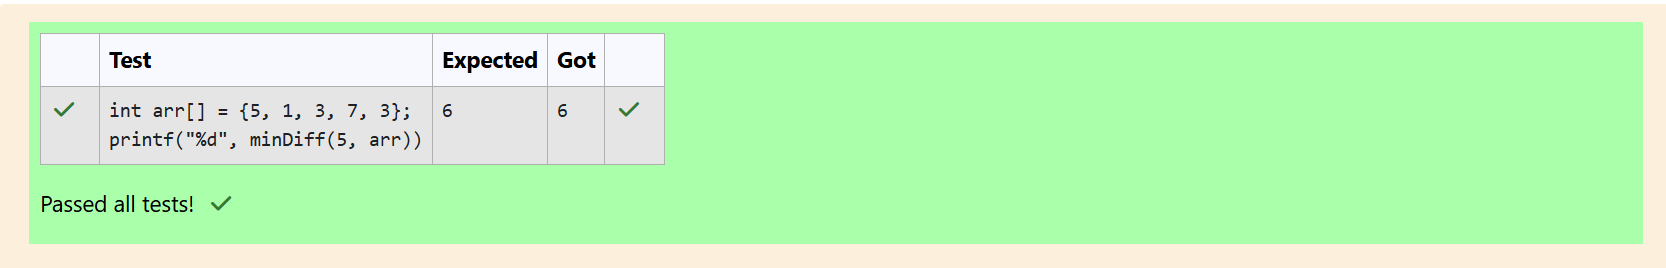 Test Expected Got
int arr[] = {5, 1, 3, 7, 3}; 6 6
printf("%d", minDiff(5, arr))
Passed all tests!